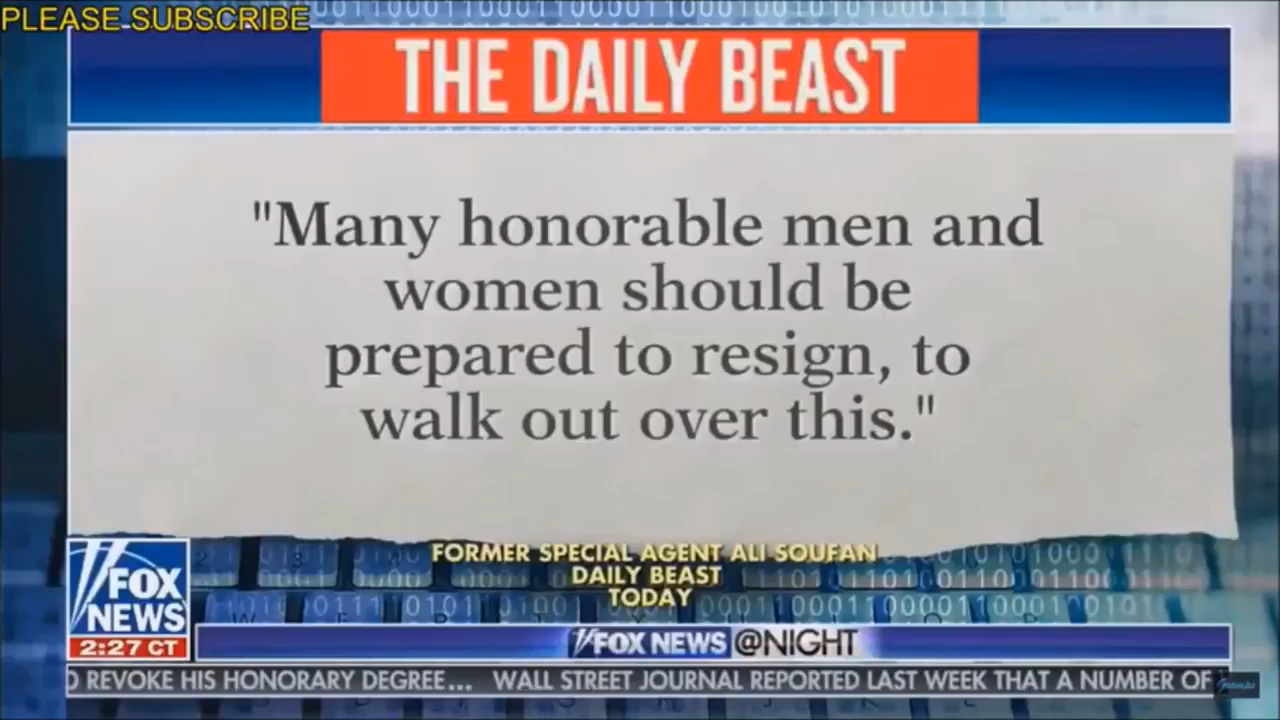 PLEASE SUBSCRIBE
THE DAILY BEAST
"Many honorable men and
women should be
prepared to resign, to
walk out over this."
FORMER SPECIAL AGENT ALI SOUFAN
DAILY BEAST
TODAY
FOX
NEWS
2:27 CT
FOX NEWS @NIGHT
REVOKE HIS HONORARY DEGREE... WALL STREET JOURNAL REPORTED LAST WEEK THAT A NUMBER OF